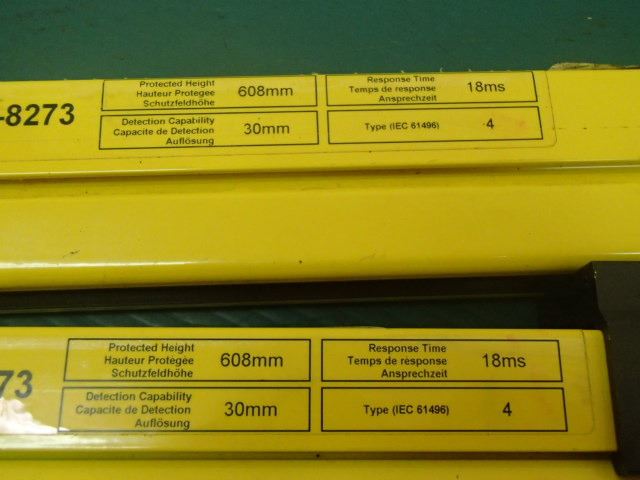 -8273
Protected Height
Hauteur Protegee
Schutzfeldhöhe
608mm
Response Time
Temps de response
Ansprechzeit
18ms
Detection Capability
Capacite de Detection
Auflösung
30mm
Type (IEC 61496)
4
73
Protected Height
Hauteur Protegée
Schutzfeldhöhe
608mm
Response Time
Temps de response
Ansprechzeit
18ms
Detection Capability
Capacite de Detection
Auflösung
30mm
Type (IEC 61496)
4